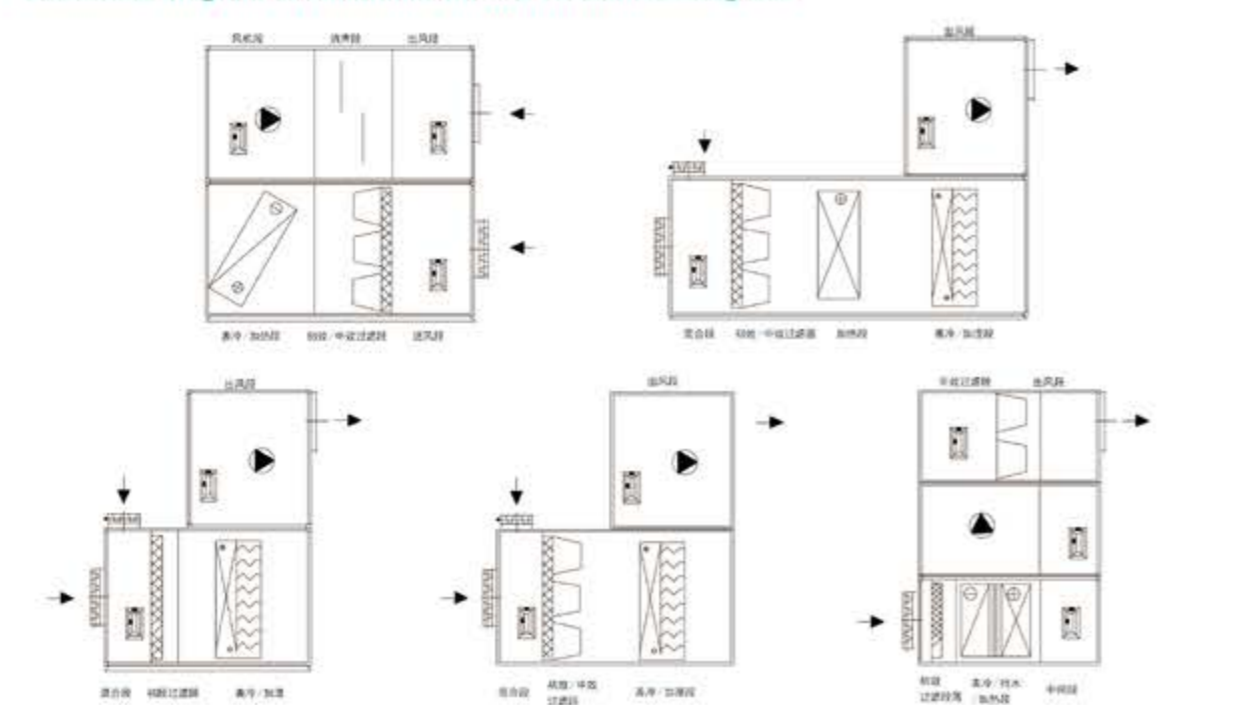 风机段 消声段 出风段
表冷/加热段 初效/中效过滤段 送风段
出风段
混合段 初效/中效过滤器 加热段 表冷/加湿段
出风段
混合段 初效过滤段 表冷/加湿
出风段
混合段 初效/中效
过滤段 表冷/加湿段
中效过滤段 出风段
初效
过滤段 表冷/挡水
/加热段 中间段